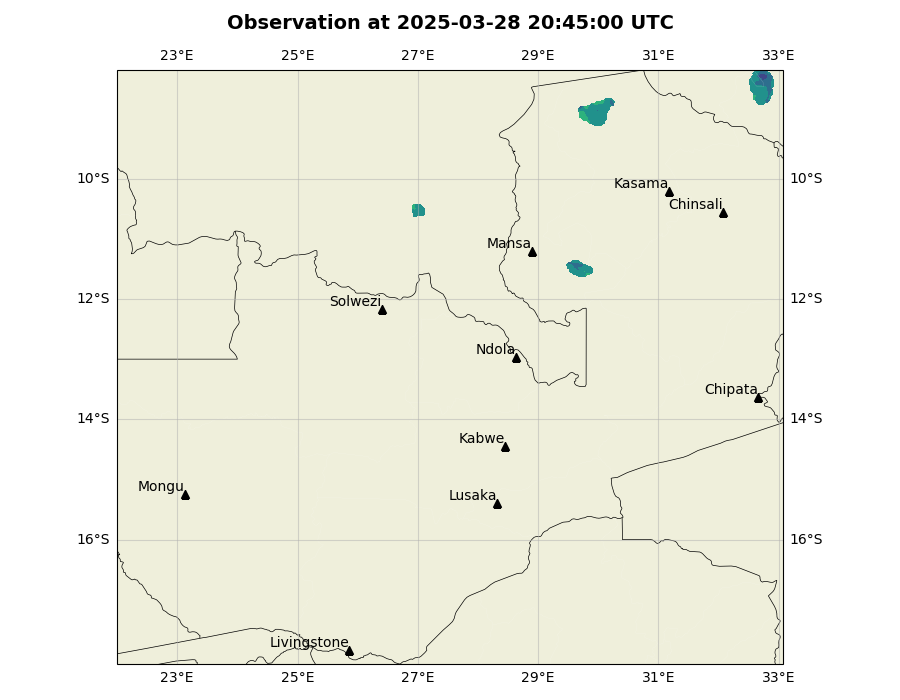 Observation at 2025-03-28 20:45:00 UTC
23°E 25°E 27°E 29°E 31°E 33°E
10°S 10°S
Kasama
Chinsali
Mansa
12°S 12°S
Solwezi
Ndola
Chipata
14°S 14°S
Kabwe
Mongu
Lusaka
16°S 16°S
Livingstone
23°E 25°E 27°E 29°E 31°E 33°E